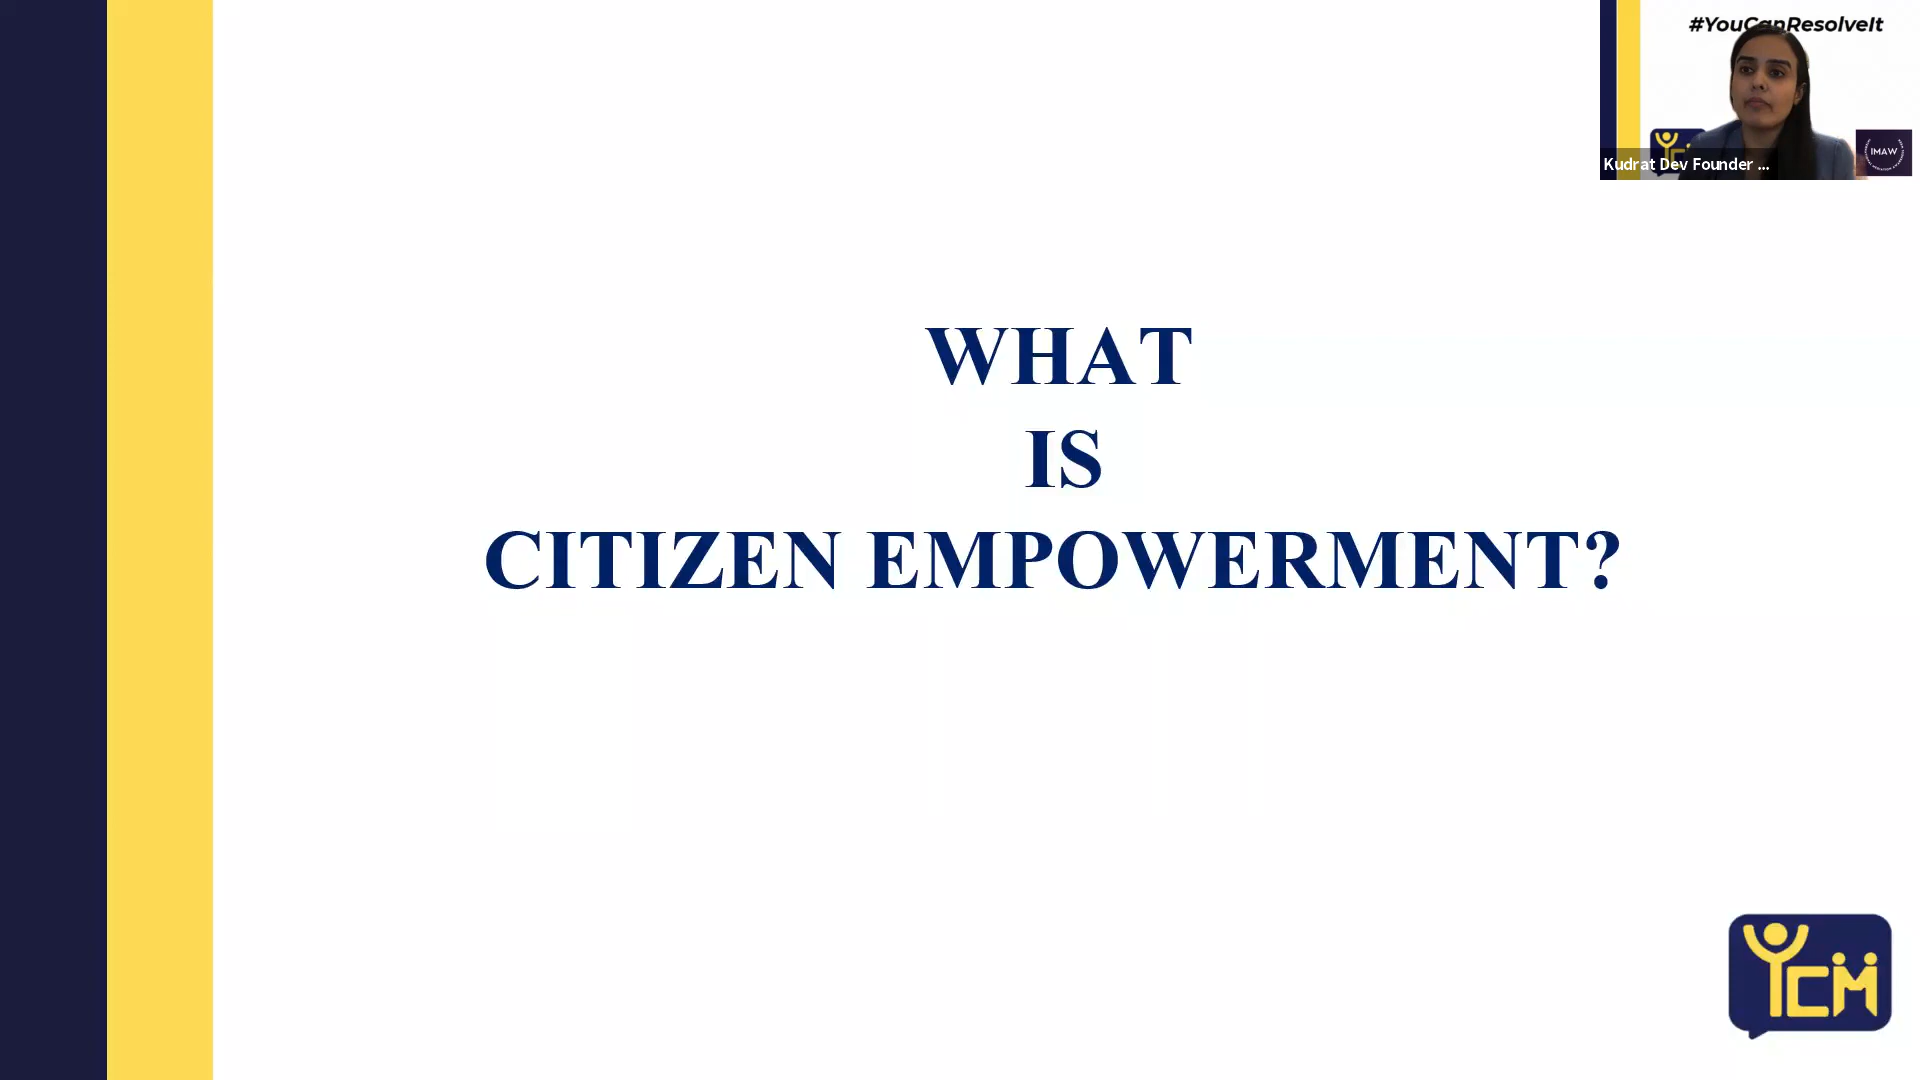 #YouCanResolveIt
IMAW
Kudrat Dev Founder ...
WHAT
IS
CITIZEN EMPOWERMENT?
YCM